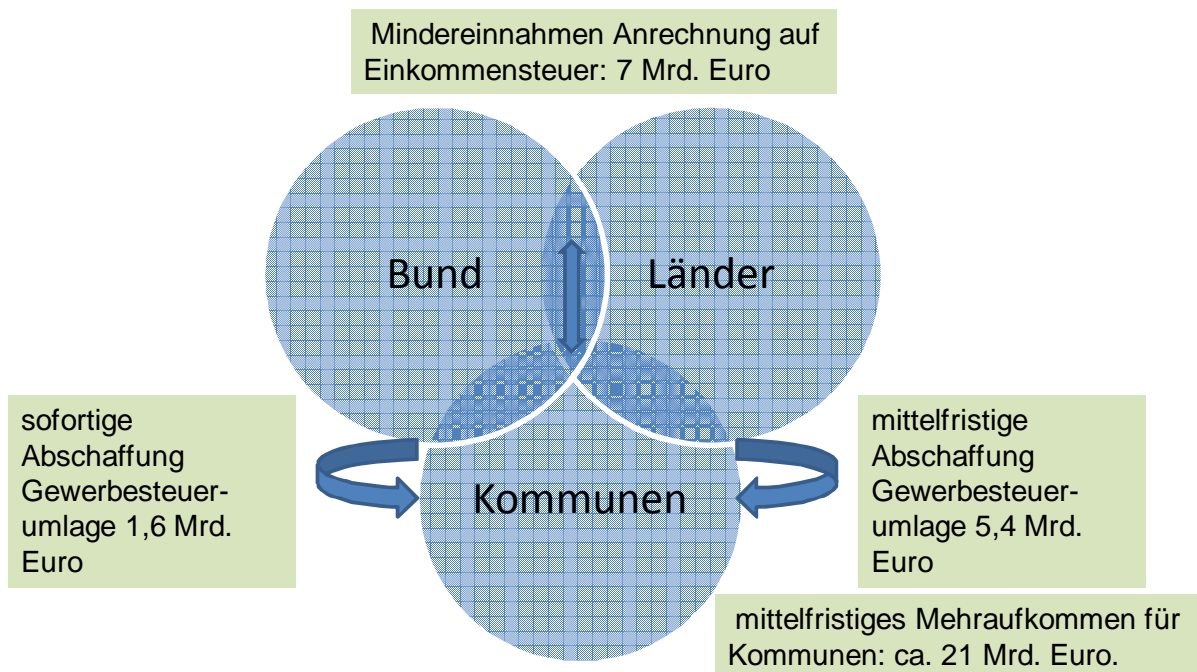 Mindereinnahmen Anrechnung auf
Einkommensteuer: 7 Mrd. Euro
Bund
Länder
sofortige
Abschaffung
Gewerbesteuer-
umlage 1,6 Mrd.
Euro
Kommunen
mittelfristige
Abschaffung
Gewerbesteuer-
umlage 5,4 Mrd.
Euro
mittelfristiges Mehraufkommen für
Kommunen: ca. 21 Mrd. Euro.